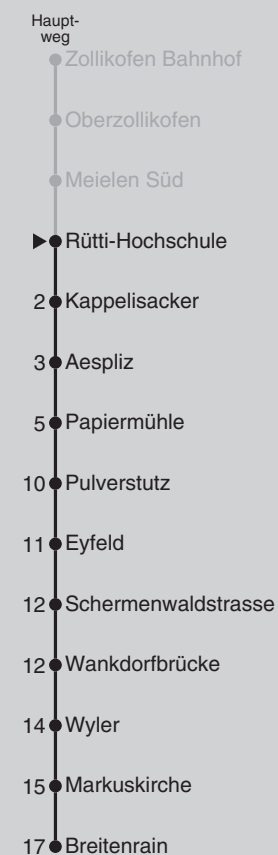 Haupt-
weg
Zollikofen Bahnhof
Oberzollikofen
Meielen Süd
Rütti-Hochschule
2 Kappelisacker
3 Aespliz
5 Papiermühle
10 Pulverstutz
11 Eyfeld
12 Schermenwaldstrasse
12 Wankdorfbrücke
14 Wyler
15 Markuskirche
17 Breitenrain